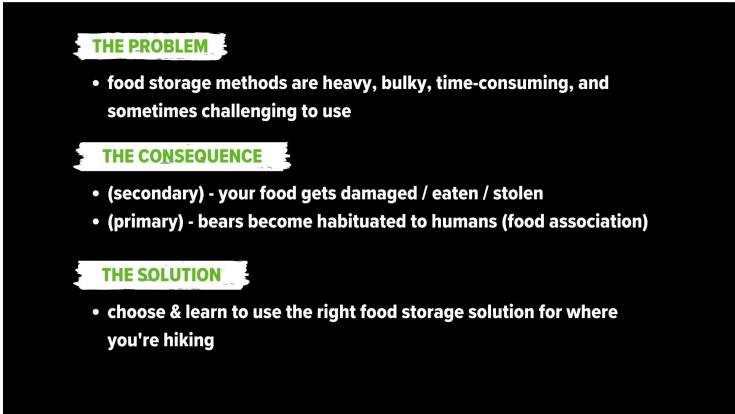 THE PROBLEM
• food storage methods are heavy, bulky, time-consuming, and
sometimes challenging to use
THE CONSEQUENCE
• (secondary) - your food gets damaged / eaten / stolen
• (primary) - bears become habituated to humans (food association)
THE SOLUTION
• choose & learn to use the right food storage solution for where
you're hiking